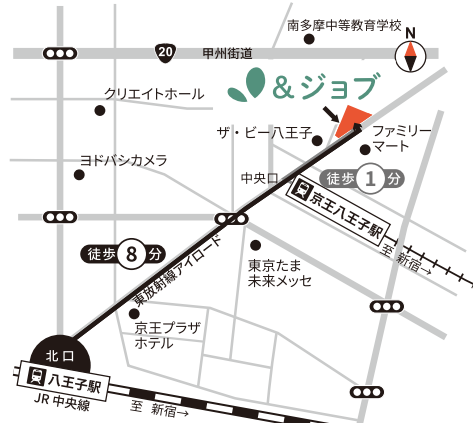 南多摩中等教育学校
N
20
甲州街道
クリエイトホール
&ジョブ
ザ・ビー八王子
ファミリー
マート
ヨドバシカメラ
中央口
徒歩1分
京王八王子駅
至 新宿→
徒歩8分
東放射線アイロード
東京たま
未来メッセ
京王プラザ
ホテル
北口
八王子駅
JR中央線
至 新宿→